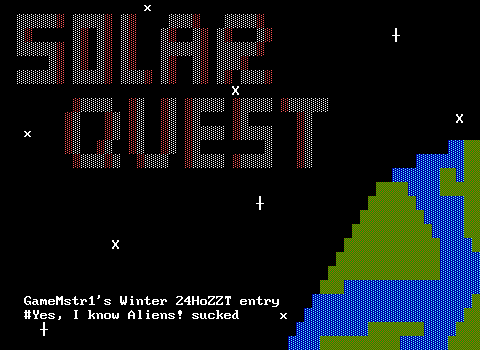 SOLAR
QUEST
GameMstr1's Winter 24HoZZT entry
#Yes, I know Aliens! sucked